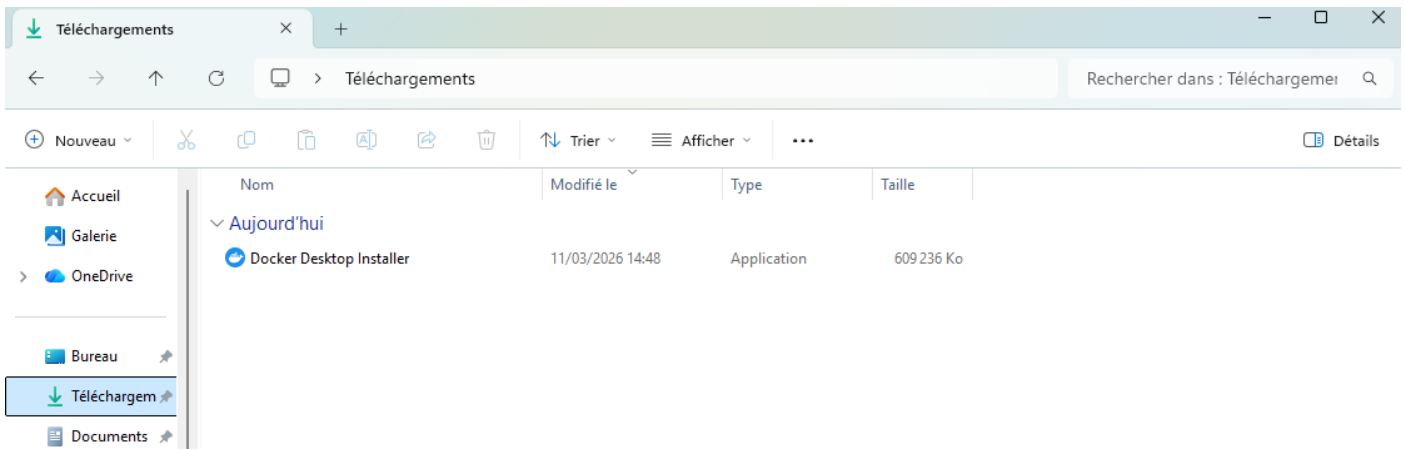 Téléchargements
Téléchargements
Rechercher dans : Téléchargemer
Nouveau
Trier
Afficher
Détails
Accueil
Galerie
OneDrive
Bureau
Téléchargem
Documents
Nom Modifié le Type Taille
Aujourd'hui
Docker Desktop Installer 11/03/2026 14:48 Application 609 236 Ko